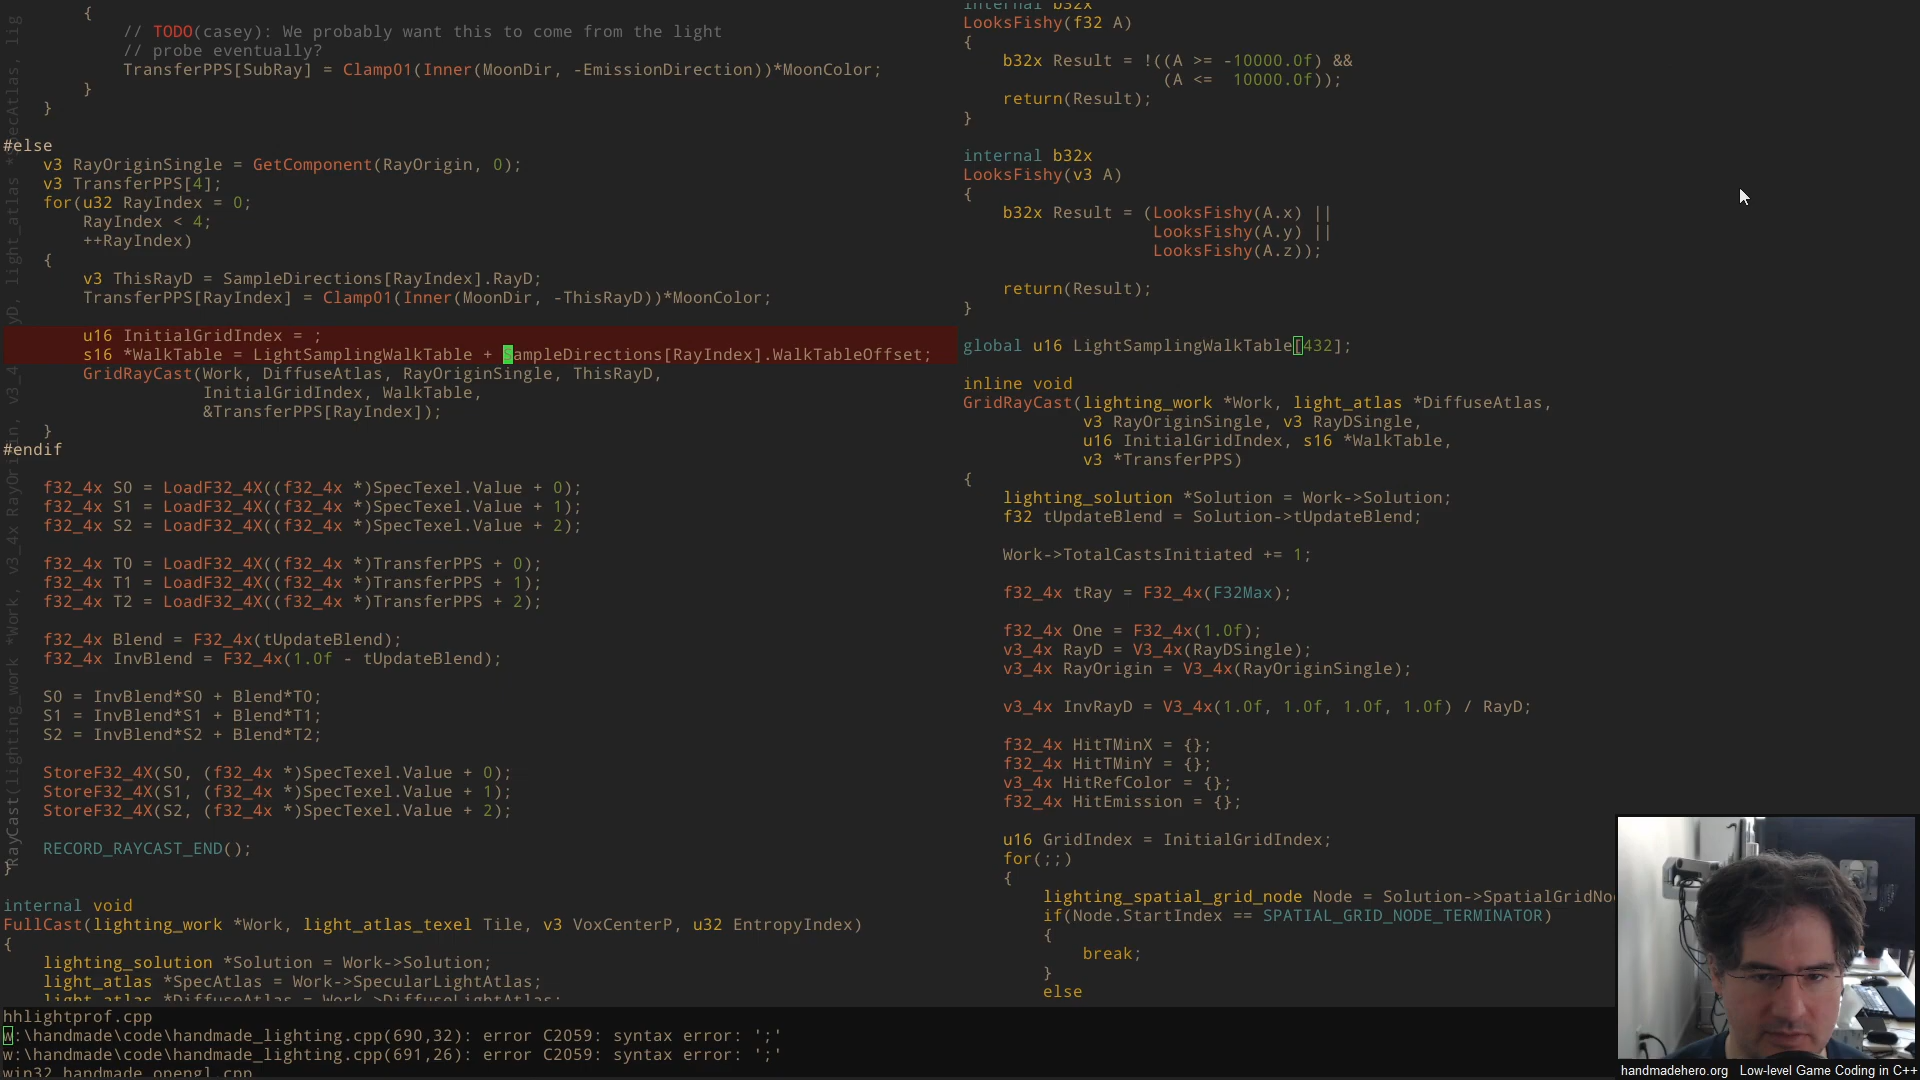 {
// TODO(casey): We probably want this to come from the light
// probe eventually?
TransferPPS[SubRay] = Clamp01(Inner(MoonDir, -EmissionDirection))*MoonColor;
}
}
#else
v3 RayOriginSingle = GetComponent(RayOrigin, 0);
v3 TransferPPS[4];
for(u32 RayIndex = 0;
RayIndex < 4;
++RayIndex)
{
v3 ThisRayD = SampleDirections[RayIndex].RayD;
TransferPPS[RayIndex] = Clamp01(Inner(MoonDir, -ThisRayD))*MoonColor;
u16 InitialGridIndex = ;
s16 *WalkTable = LightSamplingWalkTable + SampleDirections[RayIndex].WalkTableOffset;
GridRayCast(Work, DiffuseAtlas, RayOriginSingle, ThisRayD,
InitialGridIndex, WalkTable,
&TransferPPS[RayIndex]);
}
#endif
f32_4x S0 = LoadF32_4X((f32_4x *)SpecTexel.Value + 0);
f32_4x S1 = LoadF32_4X((f32_4x *)SpecTexel.Value + 1);
f32_4x S2 = LoadF32_4X((f32_4x *)SpecTexel.Value + 2);
f32_4x T0 = LoadF32_4X((f32_4x *)TransferPPS + 0);
f32_4x T1 = LoadF32_4X((f32_4x *)TransferPPS + 1);
f32_4x T2 = LoadF32_4X((f32_4x *)TransferPPS + 2);
f32_4x Blend = F32_4x(tUpdateBlend);
f32_4x InvBlend = F32_4x(1.0f - tUpdateBlend);
S0 = InvBlend*S0 + Blend*T0;
S1 = InvBlend*S1 + Blend*T1;
S2 = InvBlend*S2 + Blend*T2;
StoreF32_4X(S0, (f32_4x *)SpecTexel.Value + 0);
StoreF32_4X(S1, (f32_4x *)SpecTexel.Value + 1);
StoreF32_4X(S2, (f32_4x *)SpecTexel.Value + 2);
RECORD_RAYCAST_END();
}
internal void
FullCast(lighting_work *Work, light_atlas_texel Tile, v3 VoxCenterP, u32 EntropyIndex)
{
lighting_solution *Solution = Work->Solution;
light_atlas *SpecAtlas = Work->SpecularLightAtlas;
light_atlas *DiffuseAtlas = Work->DiffuseLightAtlas;
internal b32x
LooksFishy(f32 A)
{
b32x Result = !((A >= -10000.0f) &&
(A <=  10000.0f));
return(Result);
}
internal b32x
LooksFishy(v3 A)
{
b32x Result = (LooksFishy(A.x) ||
LooksFishy(A.y) ||
LooksFishy(A.z));
return(Result);
}
global u16 LightSamplingWalkTable[432];
inline void
GridRayCast(lighting_work *Work, light_atlas *DiffuseAtlas,
v3 RayOriginSingle, v3 RayDSingle,
u16 InitialGridIndex, s16 *WalkTable,
v3 *TransferPPS)
{
lighting_solution *Solution = Work->Solution;
f32 tUpdateBlend = Solution->tUpdateBlend;
Work->TotalCastsInitiated += 1;
f32_4x tRay = F32_4x(F32Max);
f32_4x One = F32_4x(1.0f);
v3_4x RayD = V3_4x(RayDSingle);
v3_4x RayOrigin = V3_4x(RayOriginSingle);
v3_4x InvRayD = V3_4x(1.0f, 1.0f, 1.0f, 1.0f) / RayD;
f32_4x HitTMinX = {};
f32_4x HitTMinY = {};
v3_4x HitRefColor = {};
f32_4x HitEmission = {};
u16 GridIndex = InitialGridIndex;
for(;;)
{
lighting_spatial_grid_node Node = Solution->SpatialGridNo
if(Node.StartIndex == SPATIAL_GRID_NODE_TERMINATOR)
{
break;
}
else
RayCast(lighting_work *Work, v3_4x RayOrigin, v3_4 yD, light_atlas *SpecAtlas, lig
hhlightprof.cpp
w:\handmade\code\handmade_lighting.cpp(690,32): error C2059: syntax error: ';'
w:\handmade\code\handmade_lighting.cpp(691,26): error C2059: syntax error: ';'
win32_handmade_opengl.cpp
handmadehero.org Low-level Game Coding in C++